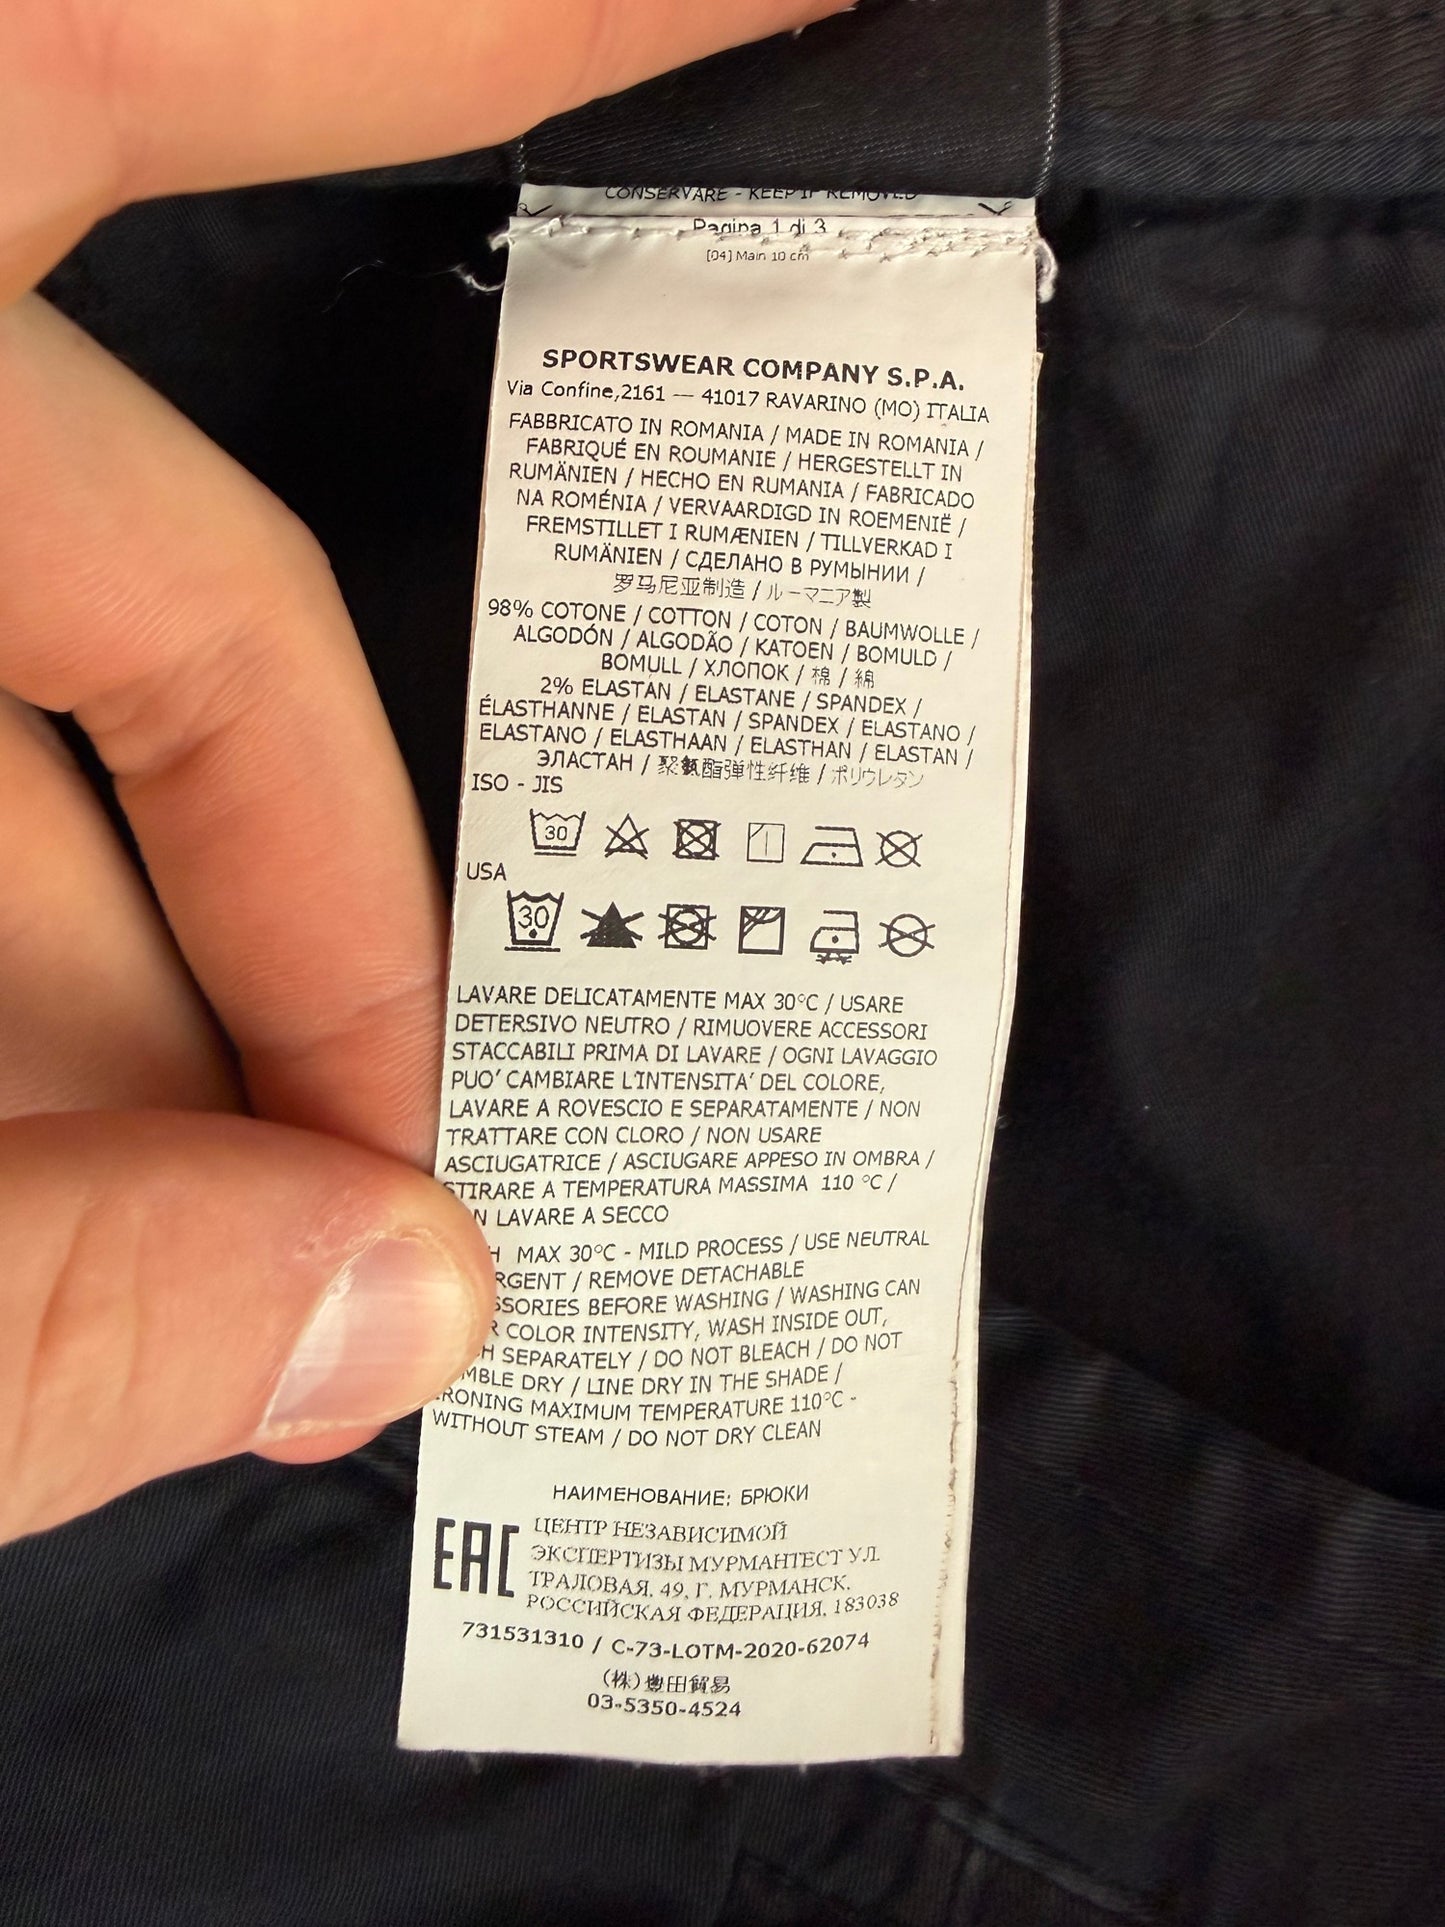 CONSERVARE - KEEP IF REMOVED
Pagina 1 di 3
[04] Main 10 cm
SPORTSWEAR COMPANY S.P.A.
Via Confine,2161 — 41017 RAVARINO (MO) ITALIA
FABBRICATO IN ROMANIA / MADE IN ROMANIA /
FABRIQUÉ EN ROUMANIE / HERGESTELLT IN
RUMÄNIEN / HECHO EN RUMANIA / FABRICADO
NA ROMÉNIA / VERVAARDIGD IN ROEMENIË /
FREMSTILLET I RUMÆNIEN / TILLVERKAD I
RUMÄNIEN / СДЕЛАНО В РУМЫНИИ /
罗马尼亚制造 / ルーマニア製
98% COTONE / COTTON / COTON / BAUMWOLLE /
ALGODÓN / ALGODÃO / KATOEN / BOMULD /
BOMULL / ХЛОПОК / 棉 / 綿
2% ELASTAN / ELASTANE / SPANDEX /
ÉLASTHANNE / ELASTAN / SPANDEX / ELASTANO /
ELASTANO / ELASTHAAN / ELASTHAN / ELASTAN /
ЭЛАСТАН / 聚氨酯弹性纤维 / ポリウレタン
ISO - JIS
30
USA
30
LAVARE DELICATAMENTE MAX 30°C / USARE
DETERSIVO NEUTRO / RIMUOVERE ACCESSORI
STACCABILI PRIMA DI LAVARE / OGNI LAVAGGIO
PUO' CAMBIARE L'INTENSITA' DEL COLORE,
LAVARE A ROVESCIO E SEPARATAMENTE / NON
TRATTARE CON CLORO / NON USARE
ASCIUGATRICE / ASCIUGARE APPESO IN OMBRA /
STIRARE A TEMPERATURA MASSIMA 110 °C /
N LAVARE A SECCO
H MAX 30°C - MILD PROCESS / USE NEUTRAL
RGENT / REMOVE DETACHABLE
SSORIES BEFORE WASHING / WASHING CAN
R COLOR INTENSITY, WASH INSIDE OUT,
H SEPARATELY / DO NOT BLEACH / DO NOT
MBLE DRY / LINE DRY IN THE SHADE /
IRONING MAXIMUM TEMPERATURE 110°C -
WITHOUT STEAM / DO NOT DRY CLEAN
НАИМЕНОВАНИЕ: БРЮКИ
EAC
ЦЕНТР НЕЗАВИСИМОЙ
ЭКСПЕРТИЗЫ МУРМАНТЕСТ УЛ.
ТРАЛОВАЯ, 49, Г. МУРМАНСК,
РОССИЙСКАЯ ФЕДЕРАЦИЯ, 183038
731531310 / C-73-LOTM-2020-62074
(株) 豊田貿易
03-5350-4524